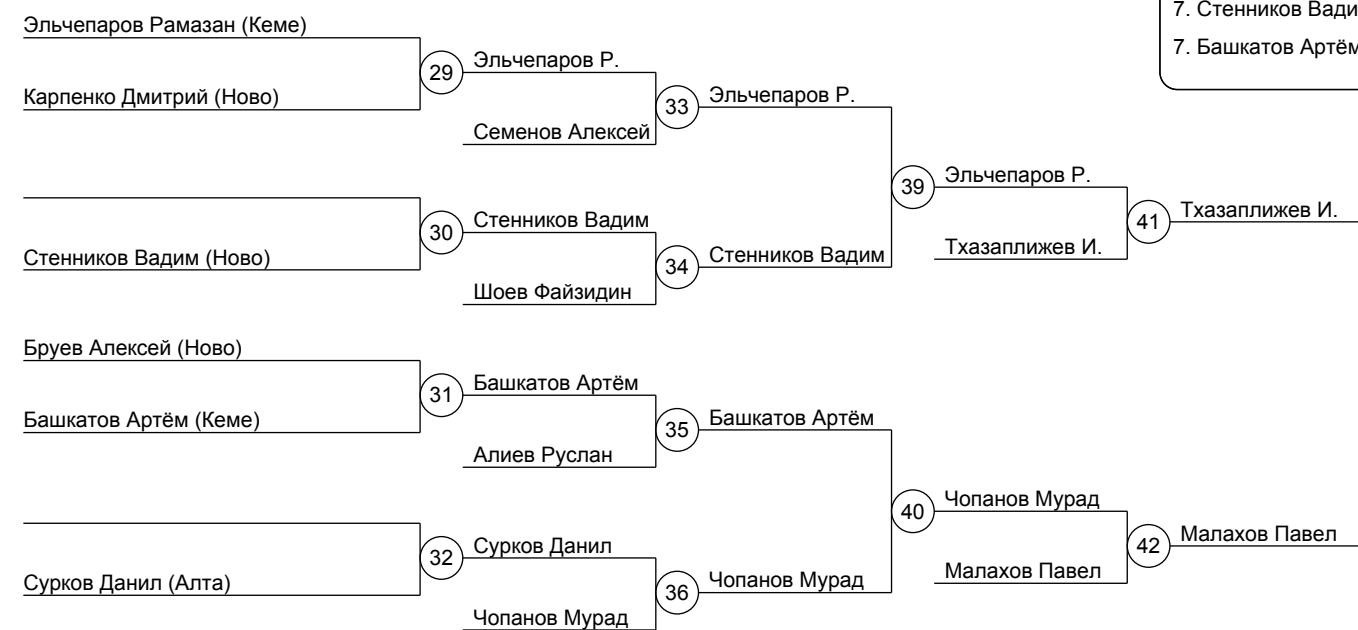 7. Стенников Вади
Эльчепаров Рамазан (Кеме)
7. Башкатов Артём
29
Эльчепаров Р.
Карпенко Дмитрий (Ново)
33
Эльчепаров Р.
Семенов Алексей
39
Эльчепаров Р.
30
Стенников Вадим
41
Тхазаплижев И.
Стенников Вадим (Ново)
34
Стенников Вадим
Тхазаплижев И.
Шоев Файзидин
Бруев Алексей (Ново)
31
Башкатов Артём
Башкатов Артём (Кеме)
35
Башкатов Артём
Алиев Руслан
40
Чопанов Мурад
32
Сурков Данил
42
Малахов Павел
Сурков Данил (Алта)
36
Чопанов Мурад
Малахов Павел
Чопанов Мурад